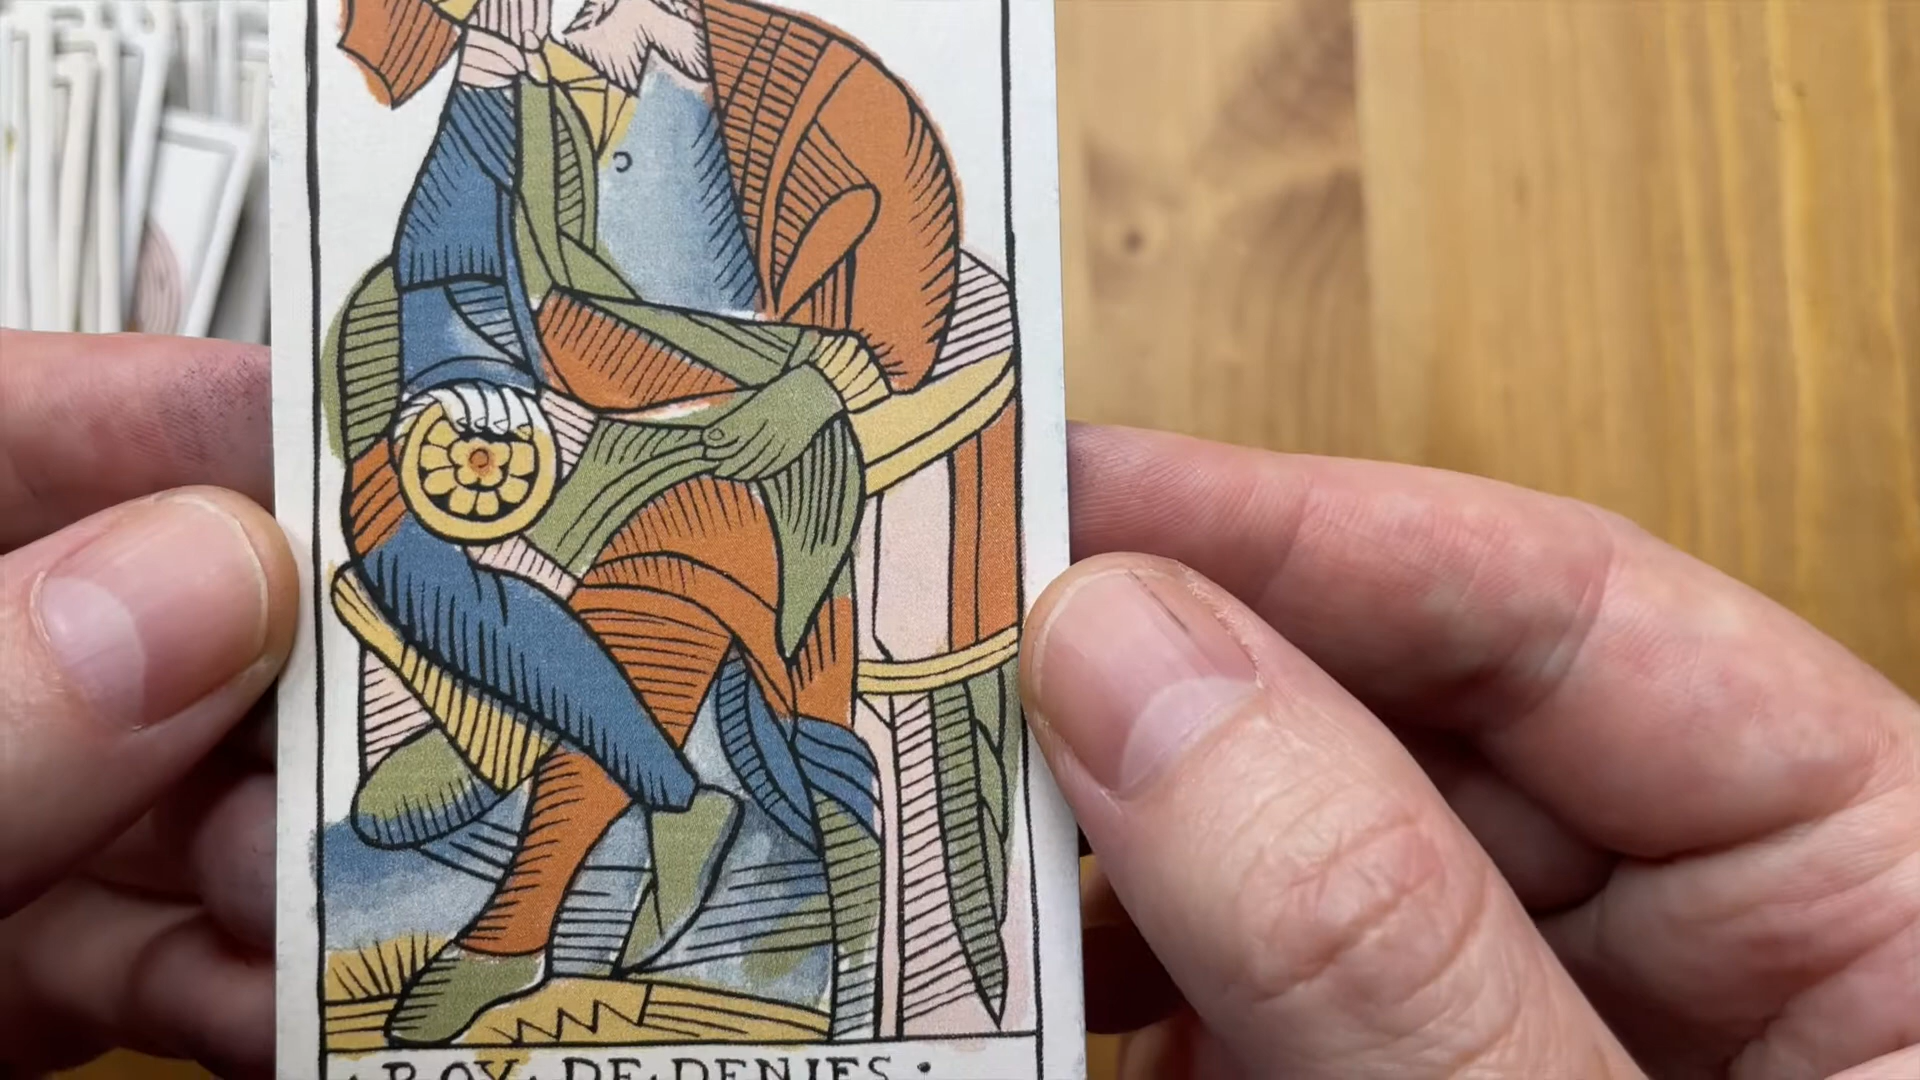 · ROY · DE · DENIES ·